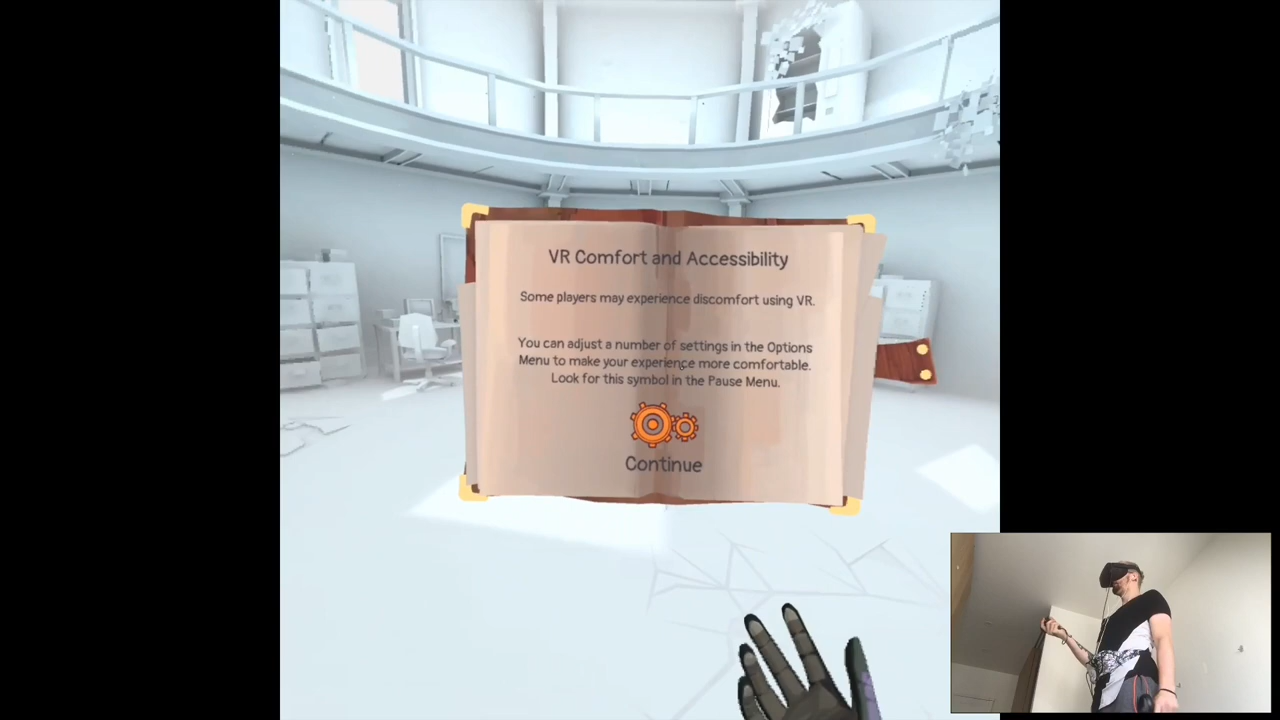 VR Comfort and Accessibility
Some players may experience discomfort using VR.
You can adjust a number of settings in the Options
Menu to make your experience more comfortable.
Look for this symbol in the Pause Menu.
Continue